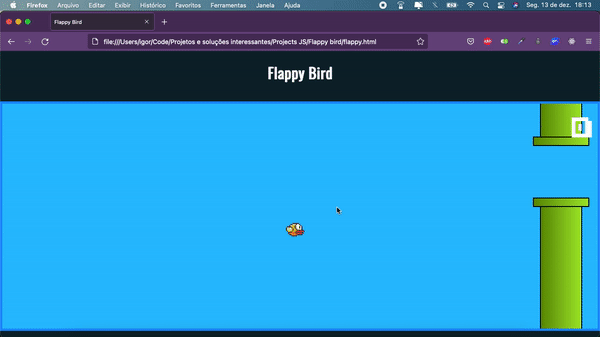 Firefox Arquivo Editar Exibir Histórico Favoritos Ferramentas Janela Ajuda Seg. 13 de dez. 18:13
Flappy Bird
file:///Users/igor/Code/Projetos e soluções interessantes/Projects JS/Flappy bird/flappy.html
Flappy Bird
0